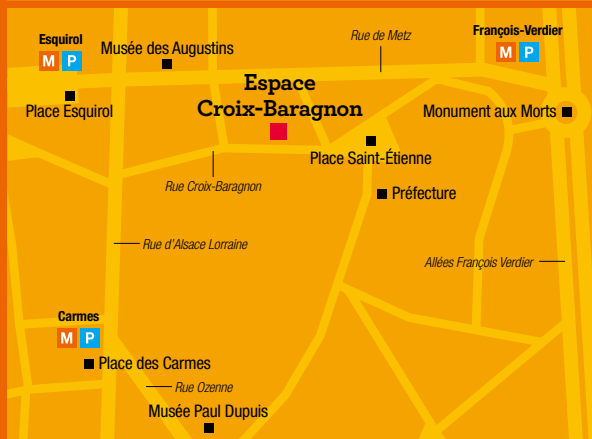 Esquirol
M P
Musée des Augustins
Rue de Metz
François-Verdier
M P
Place Esquirol
Espace
Croix-Baragnon
Monument aux Morts
Place Saint-Étienne
Rue Croix-Baragnon
Préfecture
Rue d'Alsace Lorraine
Allées François Verdier
Carmes
M P
Place des Carmes
Rue Ozenne
Musée Paul Dupuis